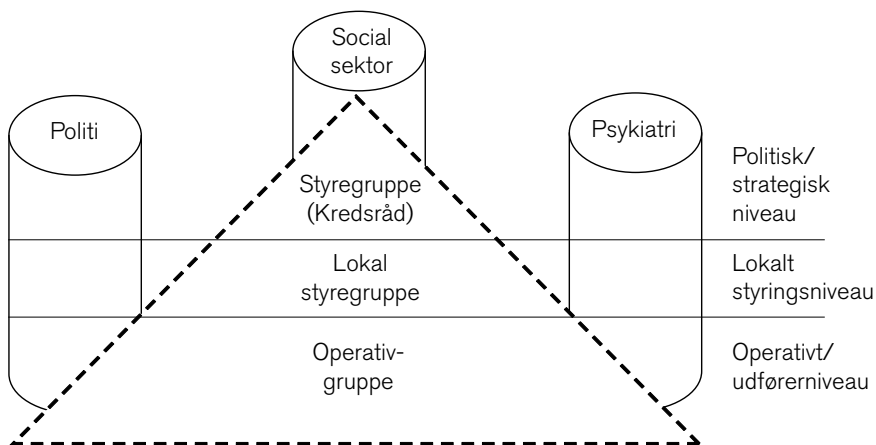 Social
sektor
Politi
Psykiatri
Politisk/
strategisk
niveau
Styregruppe
(Kredsråd)
Lokal
styregruppe
Lokalt
styringsniveau
Operativ-
gruppe
Operativt/
udførerniveau